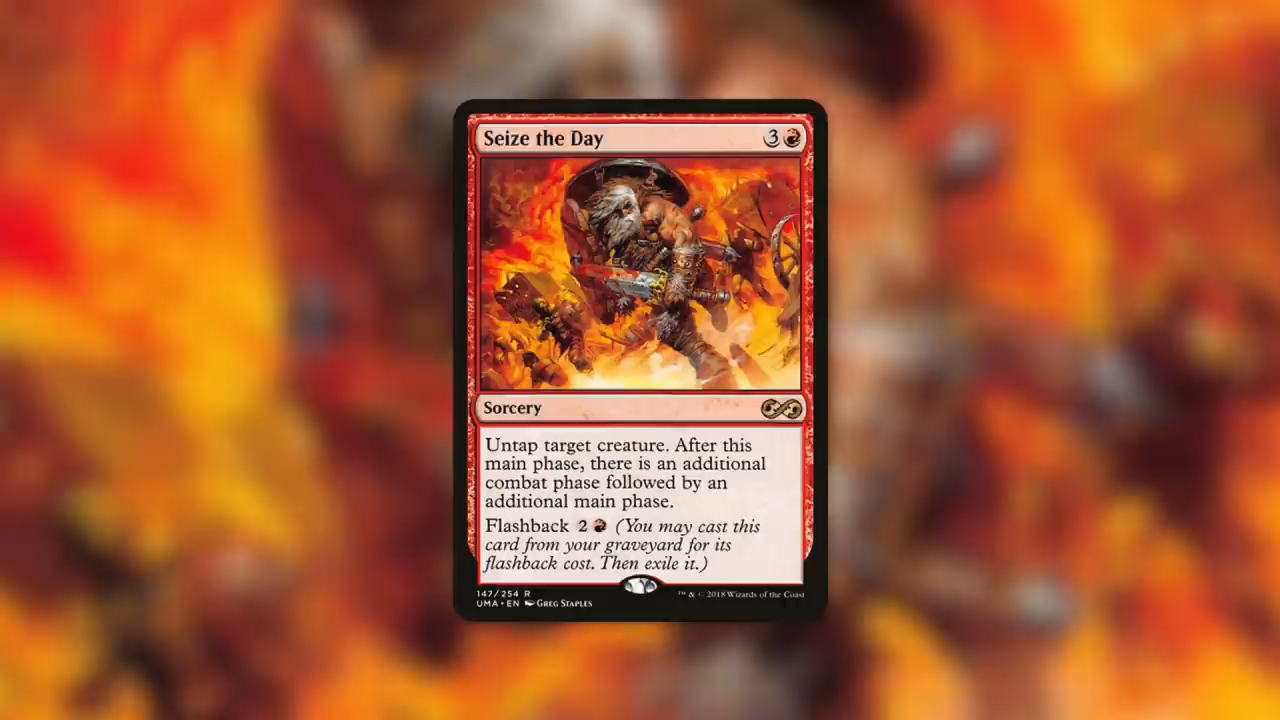 Seize the Day 3
Sorcery
Untap target creature. After this
main phase, there is an additional
combat phase followed by an
additional main phase.
Flashback 2 (You may cast this
card from your graveyard for its
flashback cost. Then exile it.)
147/254 R
UMA • EN GREG STAPLES
™ & © 2018 Wizards of the Coast